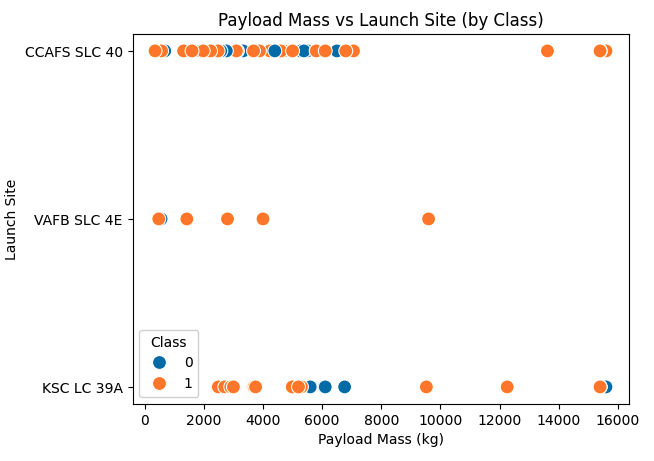 Payload Mass vs Launch Site (by Class)
CCAFS SLC 40
VAFB SLC 4E
KSC LC 39A
Launch Site
Class
0
1
0 2000 4000 6000 8000 10000 12000 14000 16000
Payload Mass (kg)